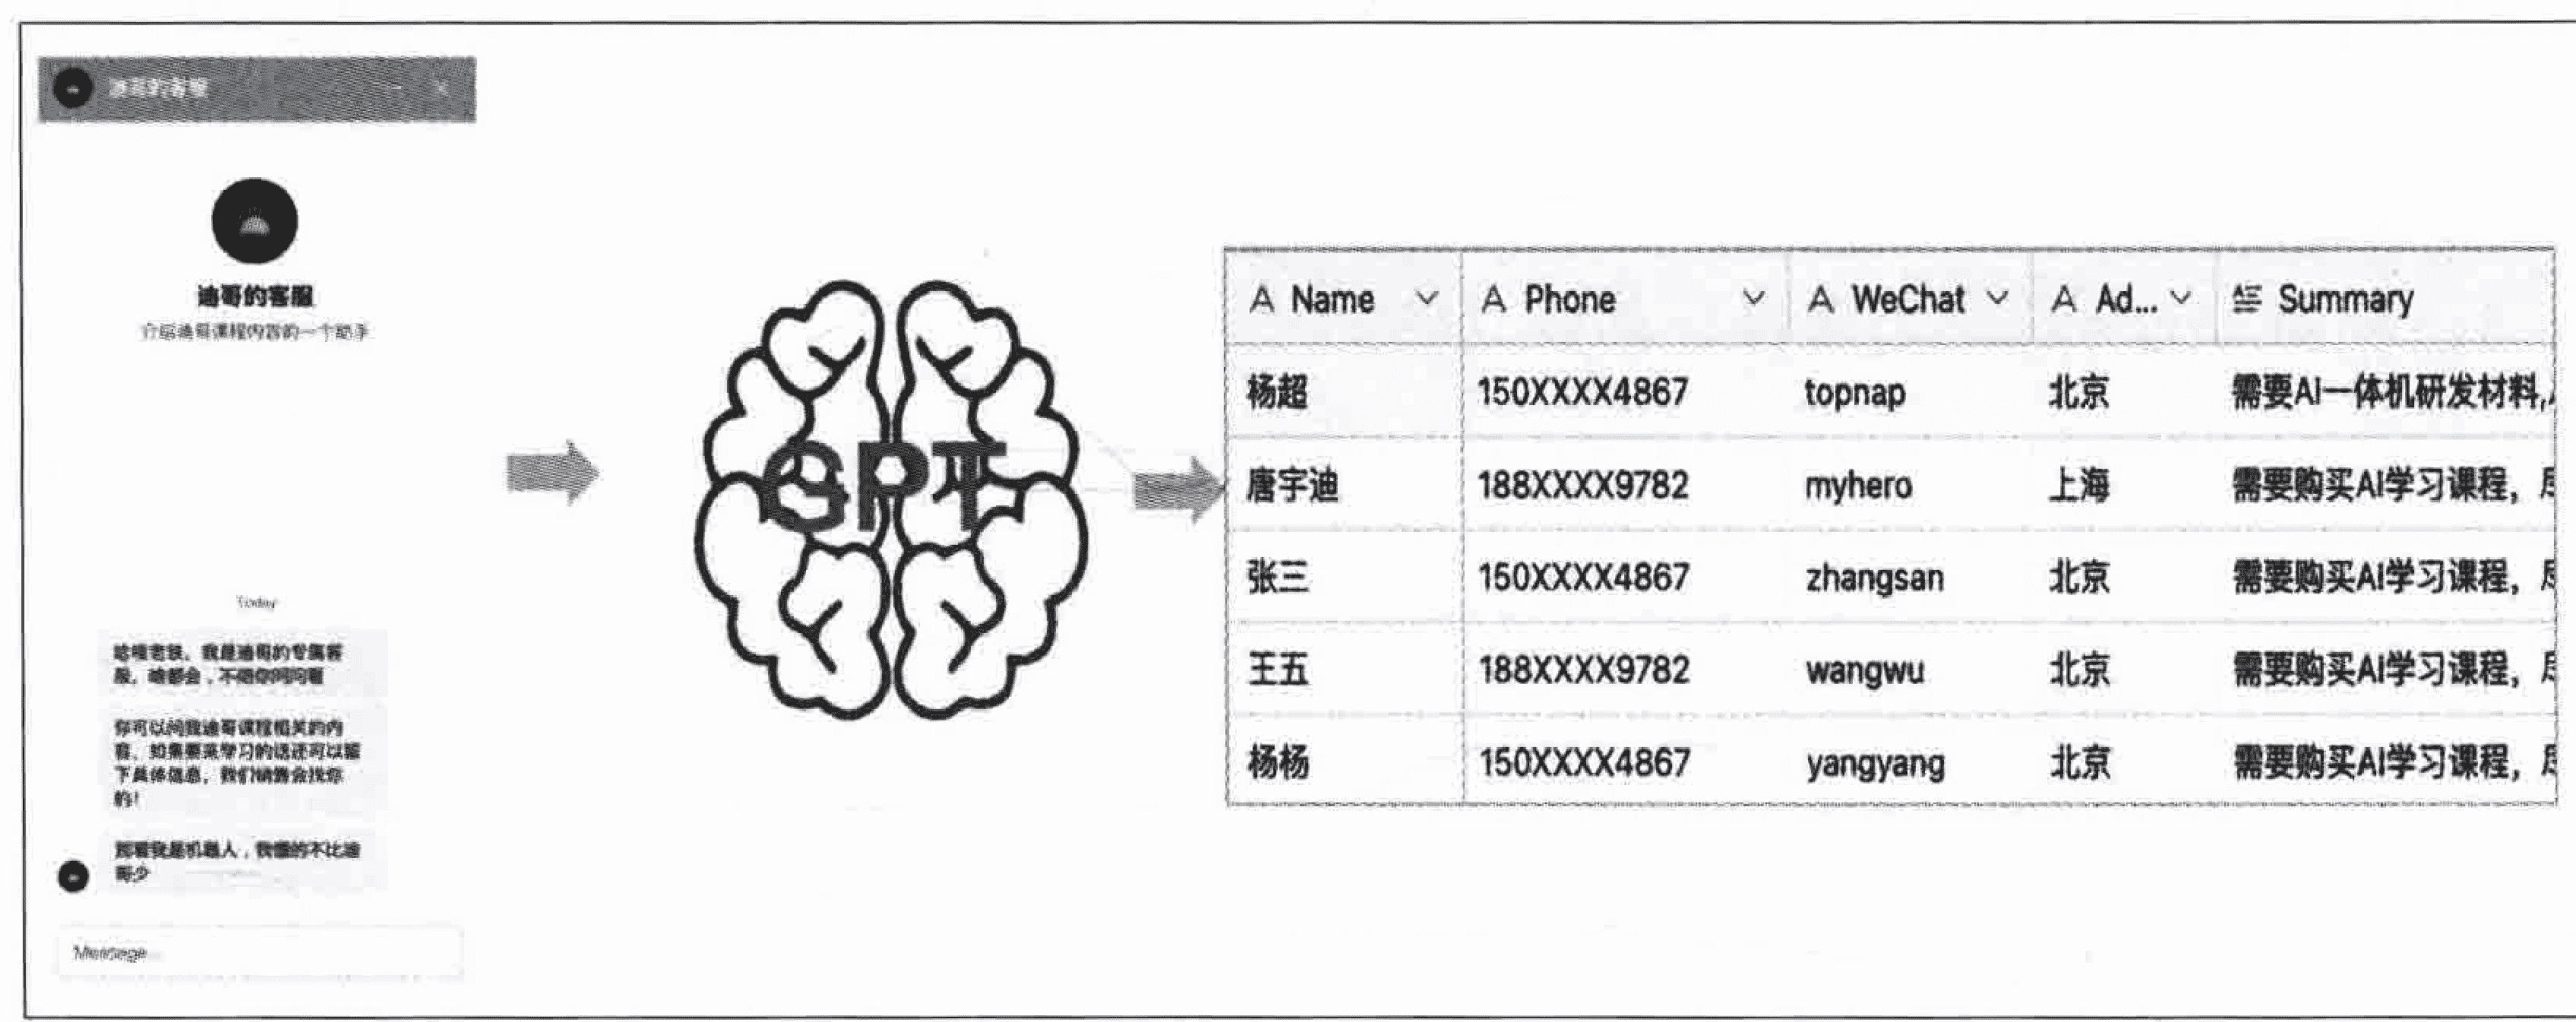 迪哥的客服
迪哥的客服
介绍迪哥课程内容的一个助手
Today
哈喽老铁，我是迪哥的专属客
服，啥都会，不信你问问看
你可以问我迪哥课程相关的内
容，如果要来学习的话还可以留
下具体信息，我们销售会找你
的！
别看我是机器人，我懂的不比迪
哥少
Message...
GPT
Name Phone WeChat Ad... Summary
杨超 150XXXX4867 topnap 北京 需要AI一体机研发材料,
唐宇迪 188XXXX9782 myhero 上海 需要购买AI学习课程，
张三 150XXXX4867 zhangsan 北京 需要购买AI学习课程，
王五 188XXXX9782 wangwu 北京 需要购买AI学习课程，
杨杨 150XXXX4867 yangyang 北京 需要购买AI学习课程，